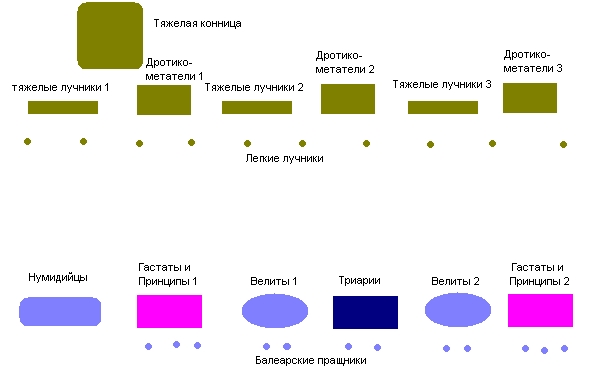 Тяжелая конница
Дротико-
метатели 1
Дротико-
метатели 2
Дротико-
метатели 3
тяжелые лучники 1
Тяжелые лучники 2
Тяжелые лучники 3
Легкие лучники
Нумидийцы
Гастаты и
Принципы 1
Велиты 1
Триарии
Велиты 2
Гастаты и
Принципы 2
Балеарские пращники